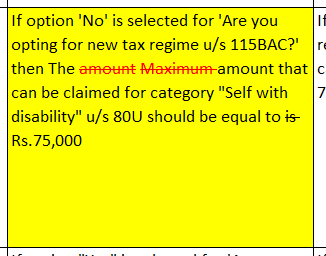 If option 'No' is selected for 'Are you
opting for new tax regime u/s 115BAC?'
then The amount Maximum amount that
can be claimed for category "Self with
disability" u/s 80U should be equal to is
Rs.75,000